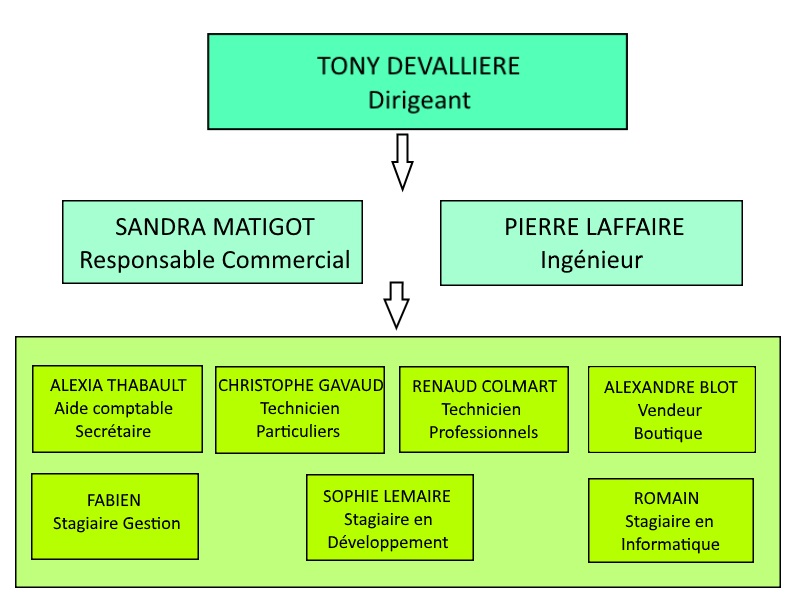 TONY DEVALLIERE
Dirigeant
SANDRA MATIGOT
Responsable Commercial
PIERRE LAFFAIRE
Ingénieur
ALEXIA THABAULT
Aide comptable
Secrétaire
CHRISTOPHE GAVAUD
Technicien
Particuliers
RENAUD COLMART
Technicien
Professionnels
ALEXANDRE BLOT
Vendeur
Boutique
FABIEN
Stagiaire Gestion
SOPHIE LEMAIRE
Stagiaire en
Développement
ROMAIN
Stagiaire en
Informatique